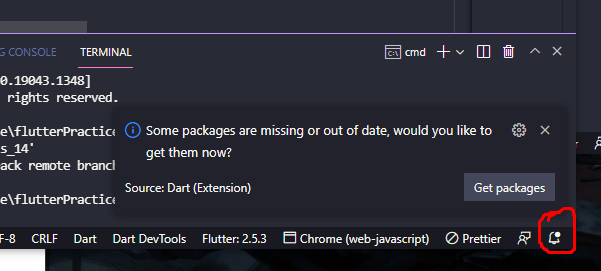 G CONSOLE TERMINAL cmd
0.19043.1348]
rights reserved.
e\flutterPractice
s_14'
ack remote branch
e\flutterPractice
Some packages are missing or out of date, would you like to
get them now?
Source: Dart (Extension) Get packages
F-8 CRLF Dart Dart DevTools Flutter: 2.5.3 Chrome (web-javascript) Prettier